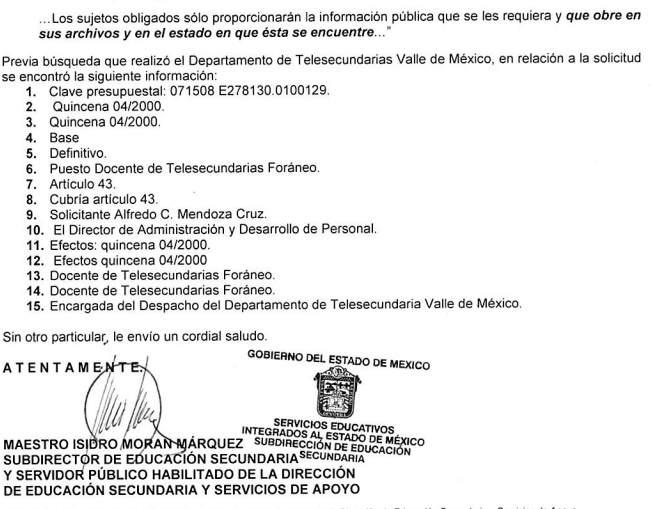 …Los sujetos obligados sólo proporcionarán la información pública que se les requiera y que obre en
sus archivos y en el estado en que ésta se encuentre…"
Previa búsqueda que realizó el Departamento de Telesecundarias Valle de México, en relación a la solicitud
se encontró la siguiente información:
1. Clave presupuestal: 071508 E278130.0100129.
2. Quincena 04/2000.
3. Quincena 04/2000.
4. Base
5. Definitivo.
6. Puesto Docente de Telesecundarias Foráneo.
7. Artículo 43.
8. Cubría artículo 43.
9. Solicitante Alfredo C. Mendoza Cruz.
10. El Director de Administración y Desarrollo de Personal.
11. Efectos: quincena 04/2000.
12. Efectos quincena 04/2000
13. Docente de Telesecundarias Foráneo.
14. Docente de Telesecundarias Foráneo.
15. Encargada del Despacho del Departamento de Telesecundaria Valle de México.
Sin otro particular, le envío un cordial saludo.
A T E N T A M E N T E.
GOBIERNO DEL ESTADO DE MEXICO
SERVICIOS EDUCATIVOS
INTEGRADOS AL ESTADO DE MÉXICO
SUBDIRECCIÓN DE EDUCACIÓN
SECUNDARIA
MAESTRO ISIDRO MORAN MÁRQUEZ
SUBDIRECTOR DE EDUCACIÓN SECUNDARIA
Y SERVIDOR PÚBLICO HABILITADO DE LA DIRECCIÓN
DE EDUCACIÓN SECUNDARIA Y SERVICIOS DE APOYO